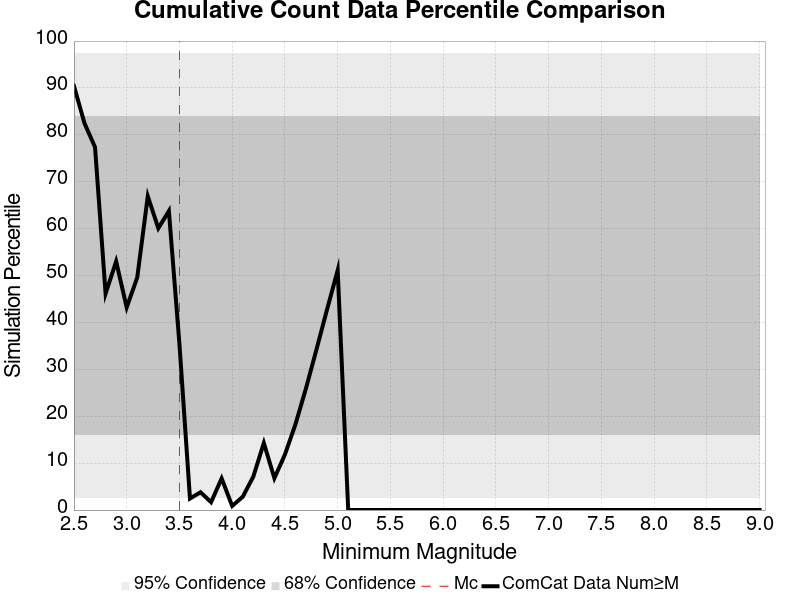 Cumulative Count Data Percentile Comparison
100
90
80
70
60
50
40
30
20
10
0
Simulation Percentile
2.5 3.0 3.5 4.0 4.5 5.0 5.5 6.0 6.5 7.0 7.5 8.0 8.5 9.0
Minimum Magnitude
95% Confidence 68% Confidence Mc ComCat Data Num≥M